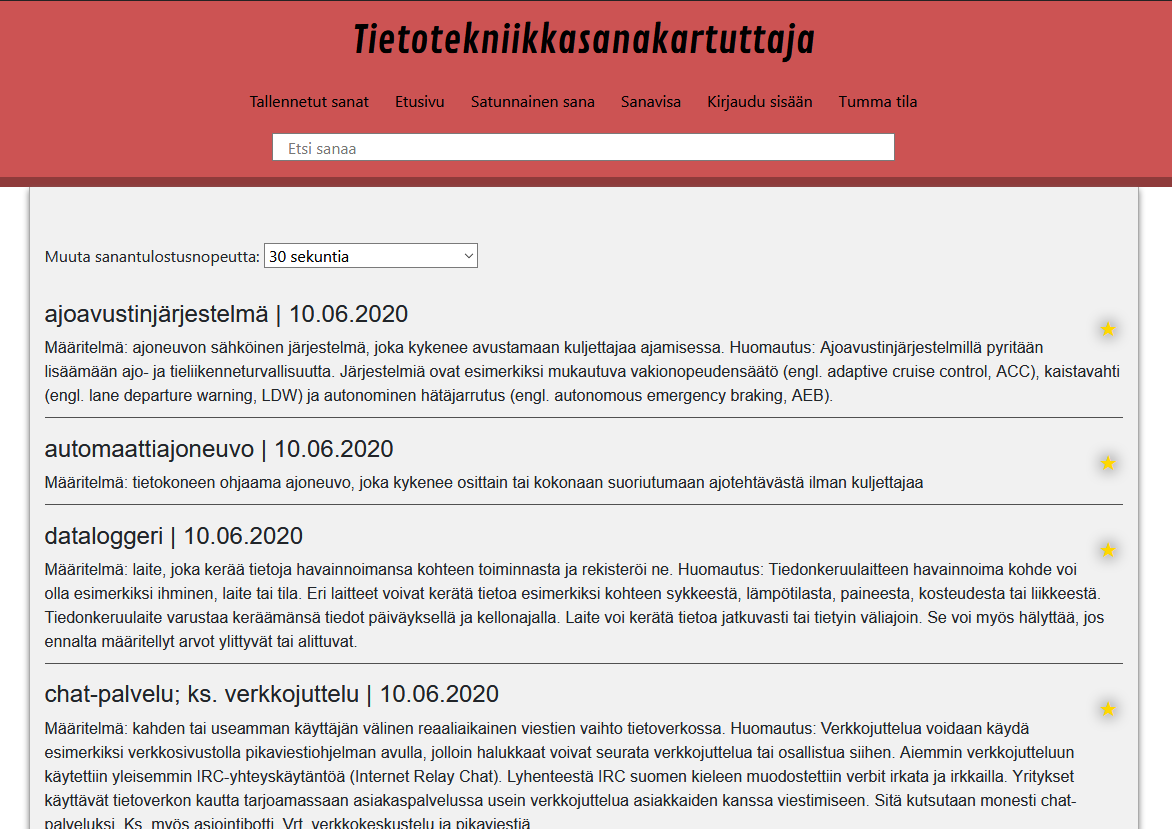 Tietotekniikkasanakartuttaja
Tallennetut sanat Etusivu Satunnainen sana Sanavisa Kirjaudu sisään Tumma tila
Etsi sanaa
Muuta sanantulostusnopeutta: 30 sekuntia
ajoavustinjärjestelmä | 10.06.2020
Määritelmä: ajoneuvon sähköinen järjestelmä, joka kykenee avustamaan kuljettajaa ajamisessa. Huomautus: Ajoavustinjärjestelmillä pyritään
lisäämään ajo- ja tieliikenneturvallisuutta. Järjestelmiä ovat esimerkiksi mukautuva vakionopeudensäätö (engl. adaptive cruise control, ACC), kaistavahti
(engl. lane departure warning, LDW) ja autonominen hätäjarrutus (engl. autonomous emergency braking, AEB).
automaattiajoneuvo | 10.06.2020
Määritelmä: tietokoneen ohjaama ajoneuvo, joka kykenee osittain tai kokonaan suoriutumaan ajotehtävästä ilman kuljettajaa
dataloggeri | 10.06.2020
Määritelmä: laite, joka kerää tietoja havainnoimansa kohteen toiminnasta ja rekisteröi ne. Huomautus: Tiedonkeruulaitteen havainnoima kohde voi
olla esimerkiksi ihminen, laite tai tila. Eri laitteet voivat kerätä tietoa esimerkiksi kohteen sykkeestä, lämpötilasta, paineesta, kosteudesta tai liikkeestä.
Tiedonkeruulaite varustaa keräämänsä tiedot päiväyksellä ja kellonajalla. Laite voi kerätä tietoa jatkuvasti tai tietyin väliajoin. Se voi myös hälyttää, jos
ennalta määritellyt arvot ylittyvät tai alittuvat.
chat-palvelu; ks. verkkojuttelu | 10.06.2020
Määritelmä: kahden tai useamman käyttäjän välinen reaaliaikainen viestien vaihto tietoverkossa. Huomautus: Verkkojuttelua voidaan käydä
esimerkiksi verkkosivustolla pikaviestiohjelman avulla, jolloin halukkaat voivat seurata verkkojuttelua tai osallistua siihen. Aiemmin verkkojutteluun
käytettiin yleisemmin IRC-yhteyskäytäntöä (Internet Relay Chat). Lyhenteestä IRC suomen kieleen muodostettiin verbit irkata ja irkkailla. Yritykset
käyttävät tietoverkon kautta tarjoamassaan asiakaspalvelussa usein verkkojuttelua asiakkaiden kanssa viestimiseen. Sitä kutsutaan monesti chat-
palveluksi. Ks. myös asiointibotti. Vrt. verkkokeskustelu ja pikaviestiä